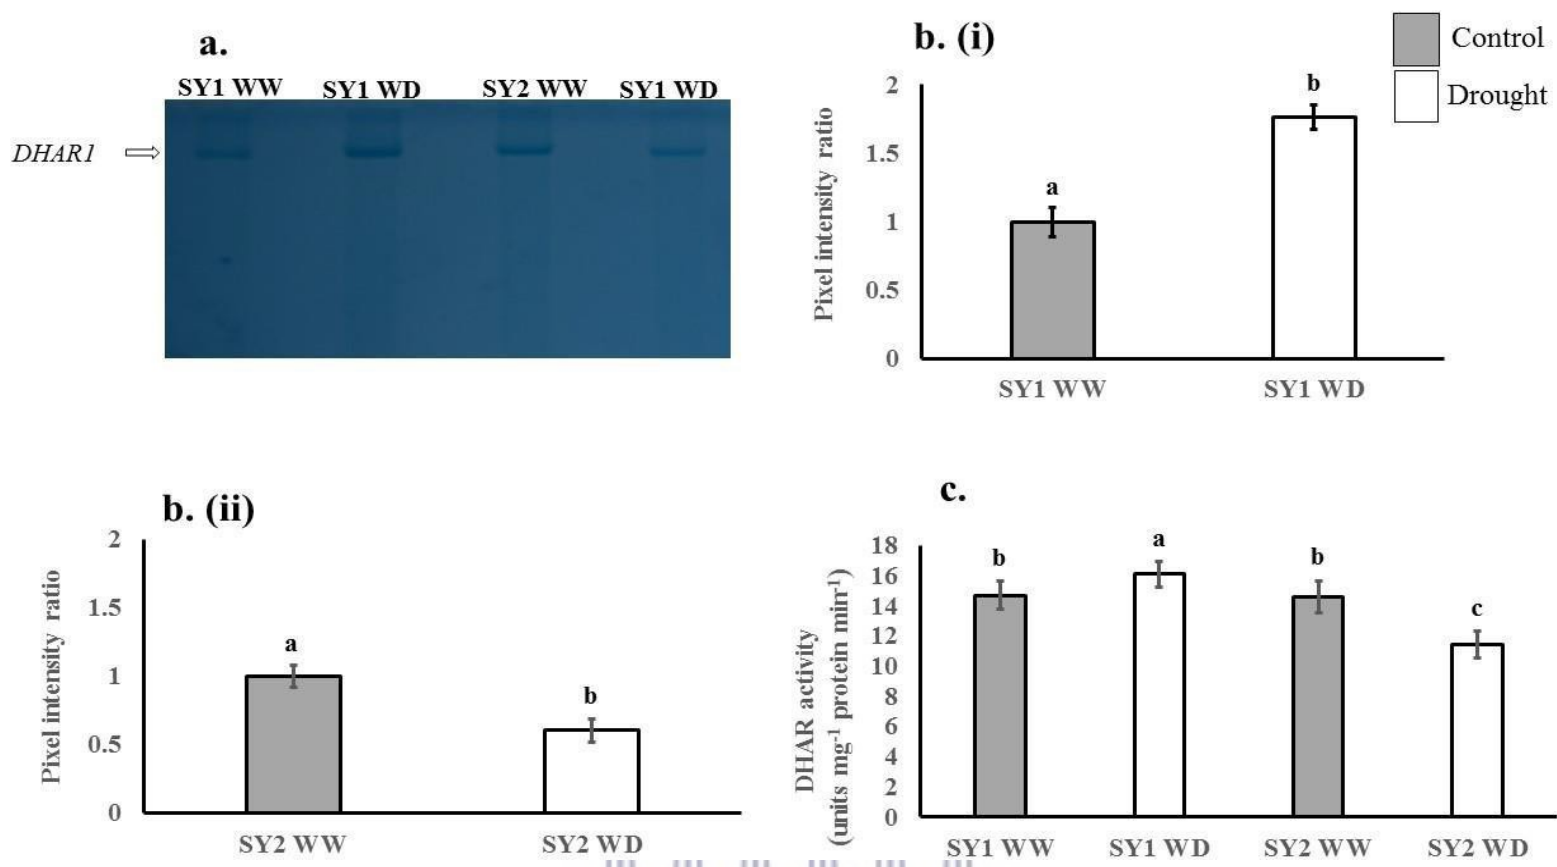 a.
SY1 WW SY1 WD SY2 WW SY1 WD
DHAR1
b. (i)
Control
Drought
Pixel intensity ratio
2
1.5
1
0.5
0
a
b
SY1 WW SY1 WD
b. (ii)
Pixel intensity ratio
2
1.5
1
0.5
0
a
b
SY2 WW SY2 WD
c.
DHAR activity
(units mg⁻¹ protein min⁻¹)
18
16
14
12
10
8
6
4
2
0
b
a
b
c
SY1 WW SY1 WD SY2 WW SY2 WD